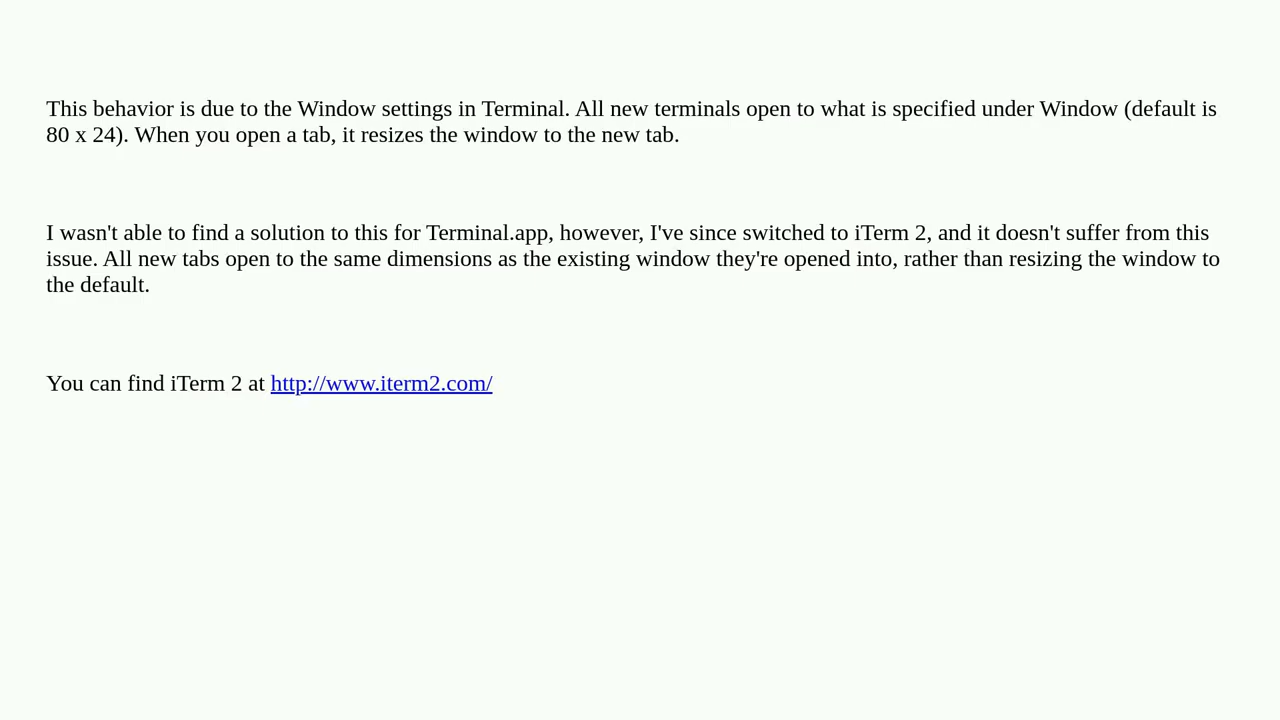 This behavior is due to the Window settings in Terminal. All new terminals open to what is specified under Window (default is
80 x 24). When you open a tab, it resizes the window to the new tab.
I wasn't able to find a solution to this for Terminal.app, however, I've since switched to iTerm 2, and it doesn't suffer from this
issue. All new tabs open to the same dimensions as the existing window they're opened into, rather than resizing the window to
the default.
You can find iTerm 2 at http://www.iterm2.com/